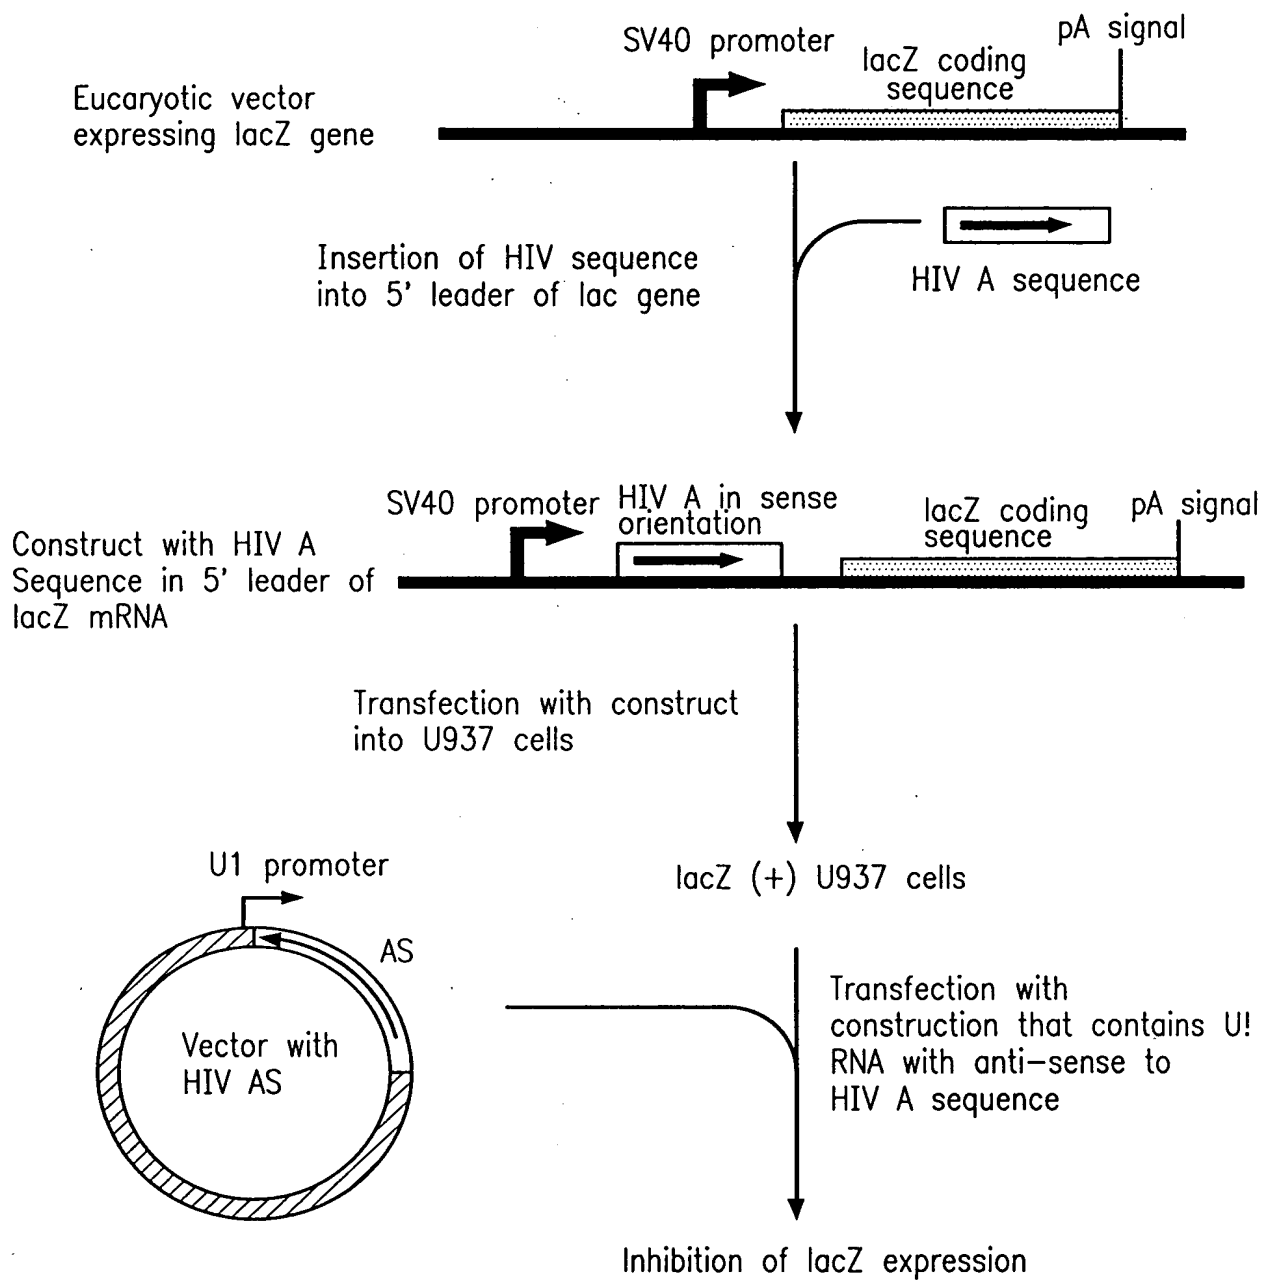 SV40 promoter
pA signal
lacZ coding
sequence
Eucaryotic vector
expressing lacZ gene
Insertion of HIV sequence
into 5' leader of lac gene
HIV A sequence
SV40 promoter
HIV A in sense
orientation
lacZ coding
sequence
pA signal
Construct with HIV A
Sequence in 5' leader of
lacZ mRNA
Transfection with construct
into U937 cells
U1 promoter
lacZ (+) U937 cells
AS
Vector with
HIV AS
Transfection with
construction that contains U!
RNA with anti-sense to
HIV A sequence
Inhibition of lacZ expression